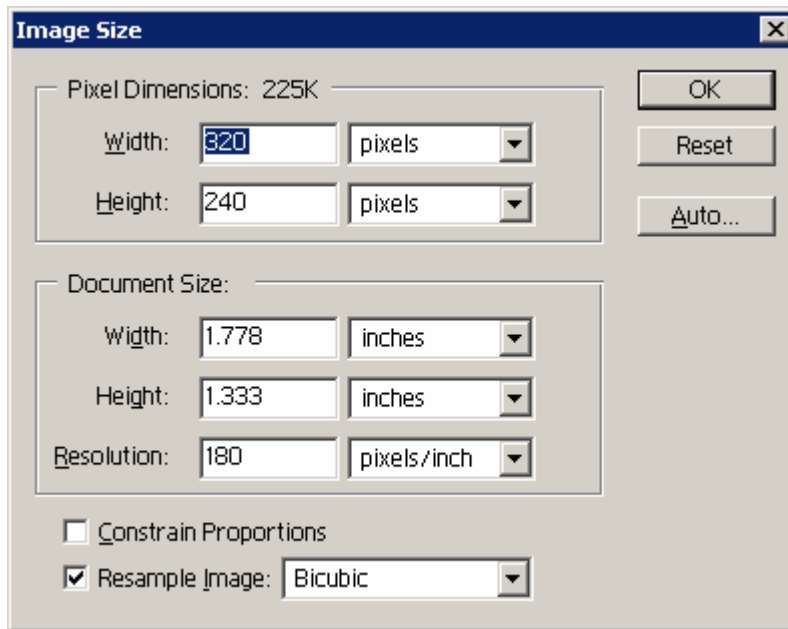 Image Size
Pixel Dimensions: 225K
OK
Width: 320 pixels
Reset
Height: 240 pixels
Auto...
Document Size:
Width: 1.778 inches
Height: 1.333 inches
Resolution: 180 pixels/inch
Constrain Proportions
Resample Image: Bicubic